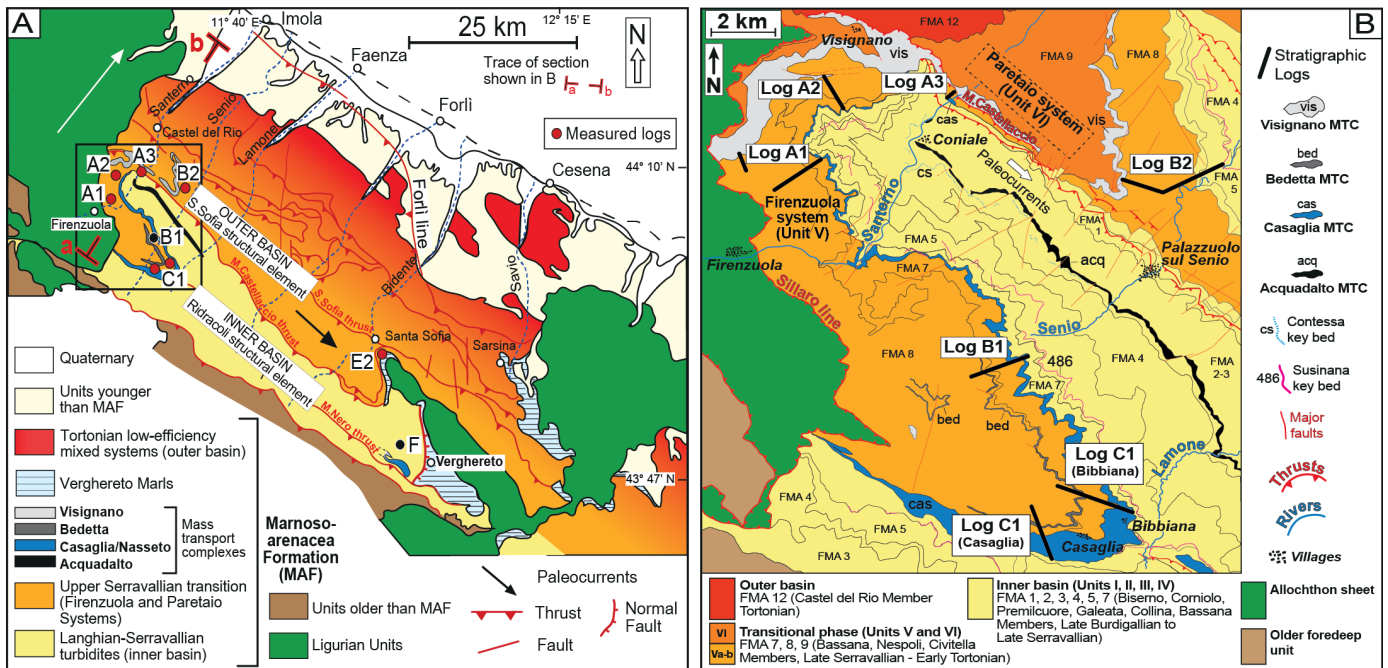 A
11° 40'
Imola
12° 15' E
b
25 km
N
Faenza
Trace of section
shown in B
a
b
Santerno
Senio
Castel del Rio
Lamone
Forlì
Measured logs
A2
A3
B2
A1
Firenzuola
a
B1
C1
44° 10'
Cesena
Forlì line
OUTER BASIN
S.Sofia structural element
Bidente
Savio
M.Castellaccio thrust
S.Sofia thrust
INNER BASIN
Ridracoli structural element
Santa Sofia
Sarsina
E2
M.Nero thrust
F
Verghereto
43° 47' N
Quaternary
Units younger
than MAF
Tortonian low-efficiency
mixed systems (outer basin)
Verghereto Marls
Visignano
Bedetta
Casaglia/Nasseto
Acquadalto
Mass
transport
complexes
Upper Serravallian transition
(Firenzuola and Paretaio
Systems)
Langhian-Serravallian
turbidites (inner basin)
Marnoso-
arenacea
Formation
(MAF)
Units older than MAF
Ligurian Units
Paleocurrents
Thrust
Fault
Normal
Fault
B
2 km
N
FMA 12
Visignano
vis
FMA 9
FMA 8
Paretaio system
(Unit VI)
vis
FMA 4
Log A2
Log A3
M.Castellaccio
cas
Coniale
Log A1
Paleocurrents
Log B2
FMA
5
cs
Firenzuola
system
(Unit V)
Santerno
FMA
1
Palazzuolo
sul Senio
FMA 5
acq
Firenzuola
FMA 7
Sillaro line
Senio
Log B1
FMA 8
486
FMA 4
FMA 7
FMA
2-3
bed
bed
Log C1
(Bibbiana)
Lamone
FMA 4
cas
Log C1
(Casaglia)
Bibbiana
FMA 5
Casaglia
FMA 3
Stratigraphic
Logs
vis
Visignano MTC
bed
Bedetta MTC
cas
Casaglia MTC
acq
Acquadalto MTC
cs
Contessa
key bed
486
Susinana
key bed
Major
faults
Thrusts
Rivers
Villages
Outer basin
FMA 12 (Castel del Rio Member
Tortonian)
VI
Va-b
Transitional phase (Units V and VI)
FMA 7, 8, 9 (Bassana, Nespoli, Civitella
Members, Late Serravallian - Early Tortonian)
Inner basin (Units I, II, III, IV)
FMA 1, 2, 3, 4, 5, 7 (Biserno, Corniolo,
Premilcuore, Galeata, Collina, Bassana
Members, Late Burdigallian to
Late Serravallian)
Allochthon sheet
Older foredeep
unit